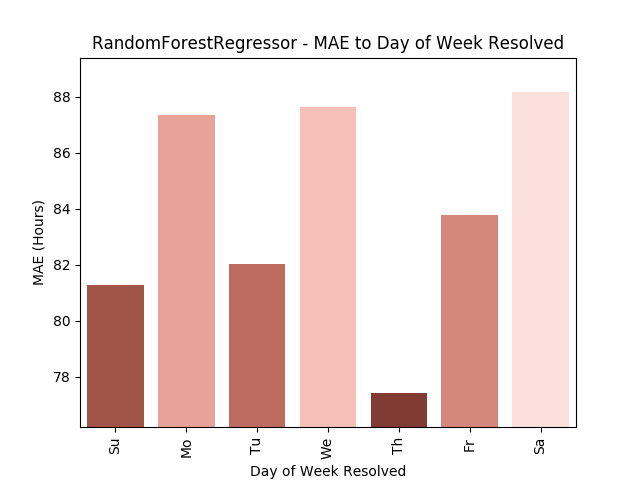 RandomForestRegressor - MAE to Day of Week Resolved
88
86
84
82
80
78
MAE (Hours)
Su
Mo
Tu
We
Th
Fr
Sa
Day of Week Resolved